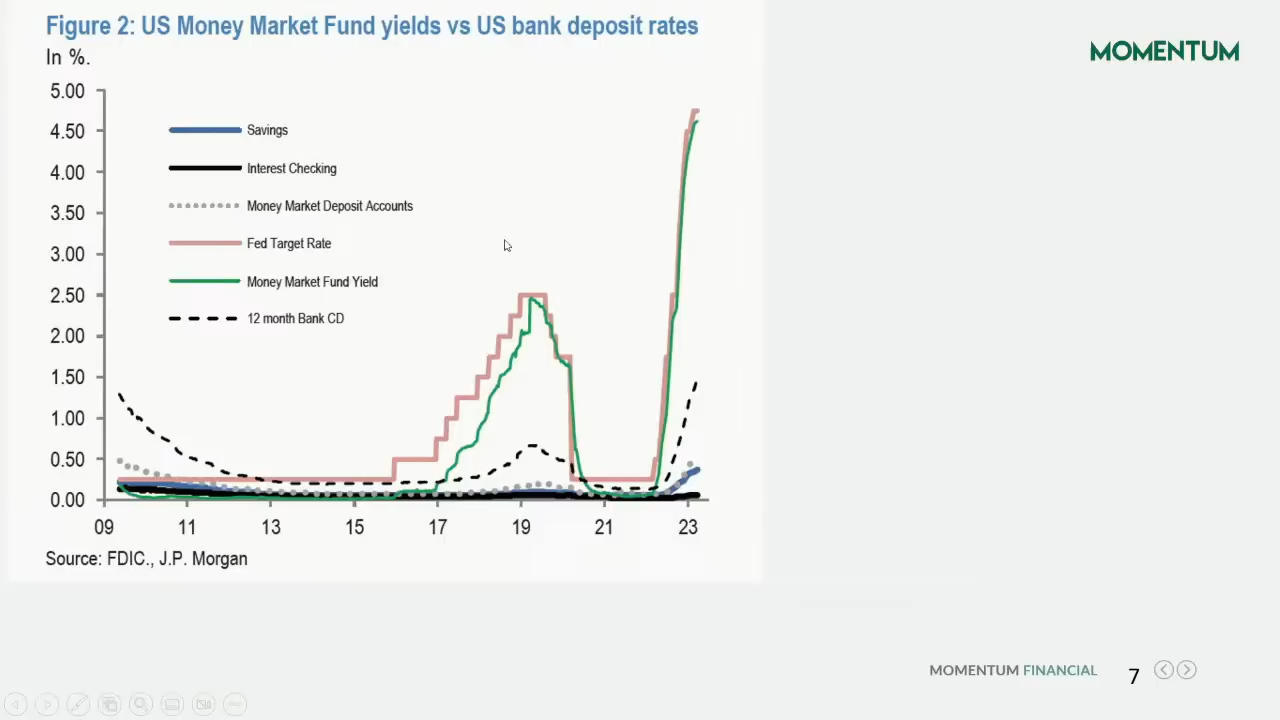 Figure 2: US Money Market Fund yields vs US bank deposit rates
In %.
MOMENTUM
5.00
4.50
4.00
3.50
3.00
2.50
2.00
1.50
1.00
0.50
0.00
Savings
Interest Checking
Money Market Deposit Accounts
Fed Target Rate
Money Market Fund Yield
12 month Bank CD
09 11 13 15 17 19 21 23
Source: FDIC., J.P. Morgan
MOMENTUM FINANCIAL 7